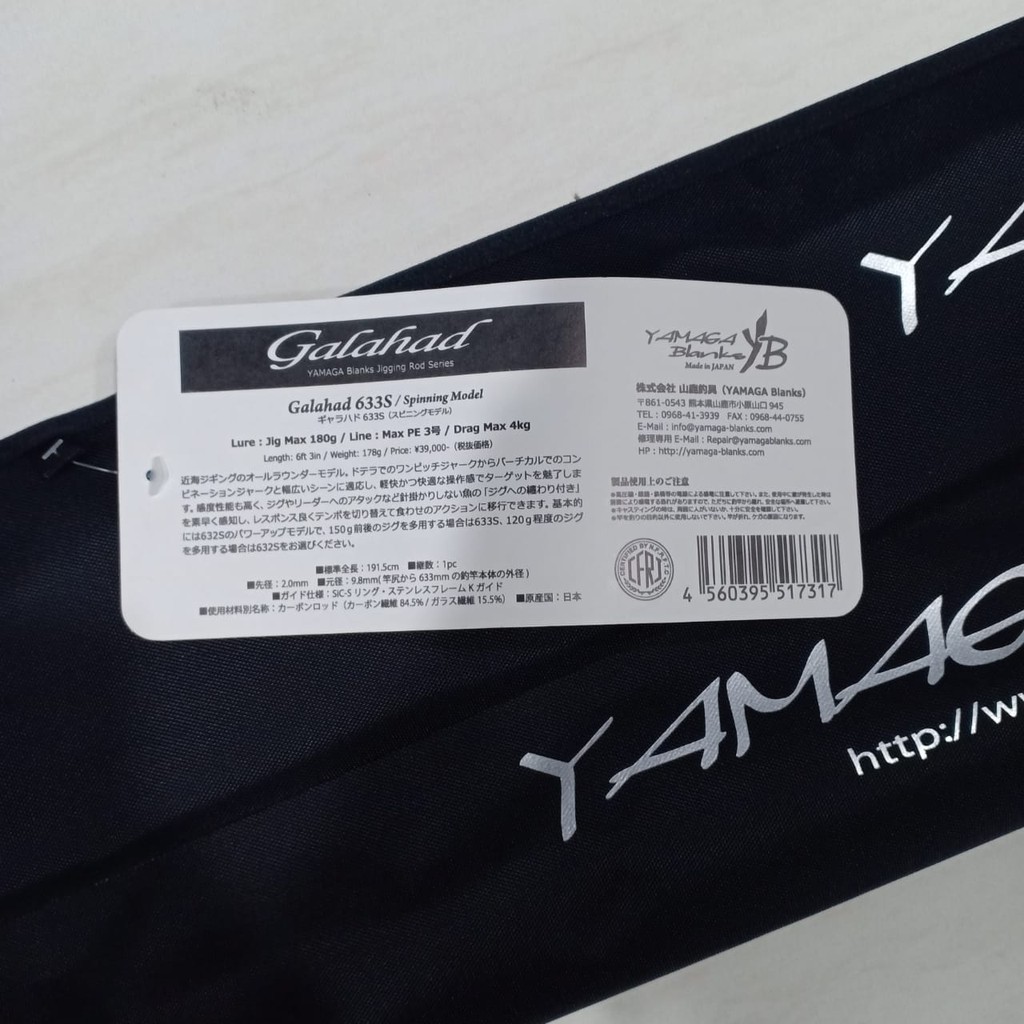 Galahad
YAMAGA Blanks Jigging Rod Series
Galahad 633S / Spinning Model
ギャラハド 633S（スピニングモデル）
Lure : Jig Max 180g / Line : Max PE 3号 / Drag Max 4kg
Length: 6ft 3in / Weight: 178g / Price: ¥39,000-（税抜価格）
近海ジギングのオールラウンダーモデル。ドテラでのワンピッチジャークからバーチカルでのコン
ビネーションジャークと幅広いシーンに適応し、軽快かつ快適な操作感でターゲットを魅了しま
す。感度性能も高く、ジグやリーダーへのアタックなど針掛かりしない魚の「ジグへの纏わり付き」
を素早く感知し、レスポンス良くテンポを切り替えて食わせのアクションに移行できます。基本的
には632Sのパワーアップモデルで、150g前後のジグを多用する場合は633S、120g程度のジグ
を多用する場合は632Sをお選びください。
■標準全長：191.5cm ■継数：1pc
■先径：2.0mm ■元径：9.8mm(竿尻から633mmの釣竿本体の外径)
■ガイド仕様：SiC-S リング・ステンレスフレーム K ガイド
■使用材料別名称：カーボンロッド（カーボン繊維 84.5% / ガラス繊維 15.5%） ■原産国：日本
YAMAGA
Blanks YB
Made in JAPAN
株式会社 山鹿釣具（YAMAGA Blanks）
〒861-0543 熊本県山鹿市小原山口 945
TEL：0968-41-3939 FAX：0968-44-0755
E-Mail：info@yamaga-blanks.com
修理専用 E-Mail：Repair@yamagablanks.com
HP：http://yamaga-blanks.com
製品使用上のご注意
CERTIFIED BY N.F.R.P.T.C.
CFRJ
4 560395 517317
YA
YAMAG
http://w